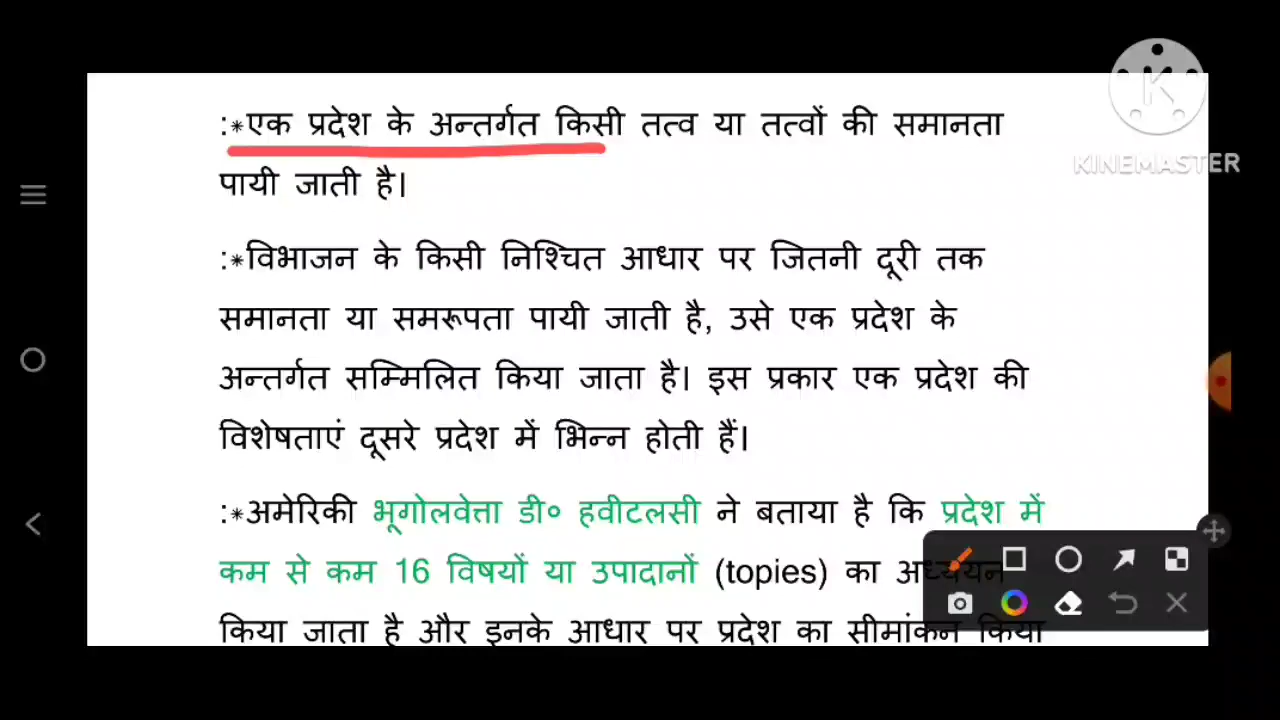 :*एक प्रदेश के अन्तर्गत किसी तत्व या तत्वों की समानता
पायी जाती है।
:*विभाजन के किसी निश्चित आधार पर जितनी दूरी तक
समानता या समरूपता पायी जाती है, उसे एक प्रदेश के
अन्तर्गत सम्मिलित किया जाता है। इस प्रकार एक प्रदेश की
विशेषताएं दूसरे प्रदेश में भिन्न होती हैं।
:*अमेरिकी भूगोलवेत्ता डी० हवीटलसी ने बताया है कि प्रदेश में
कम से कम 16 विषयों या उपादानों (topies) का अध्ययन
किया जाता है और इनके आधार पर प्रदेश का सीमांकन किया
KINEMASTER